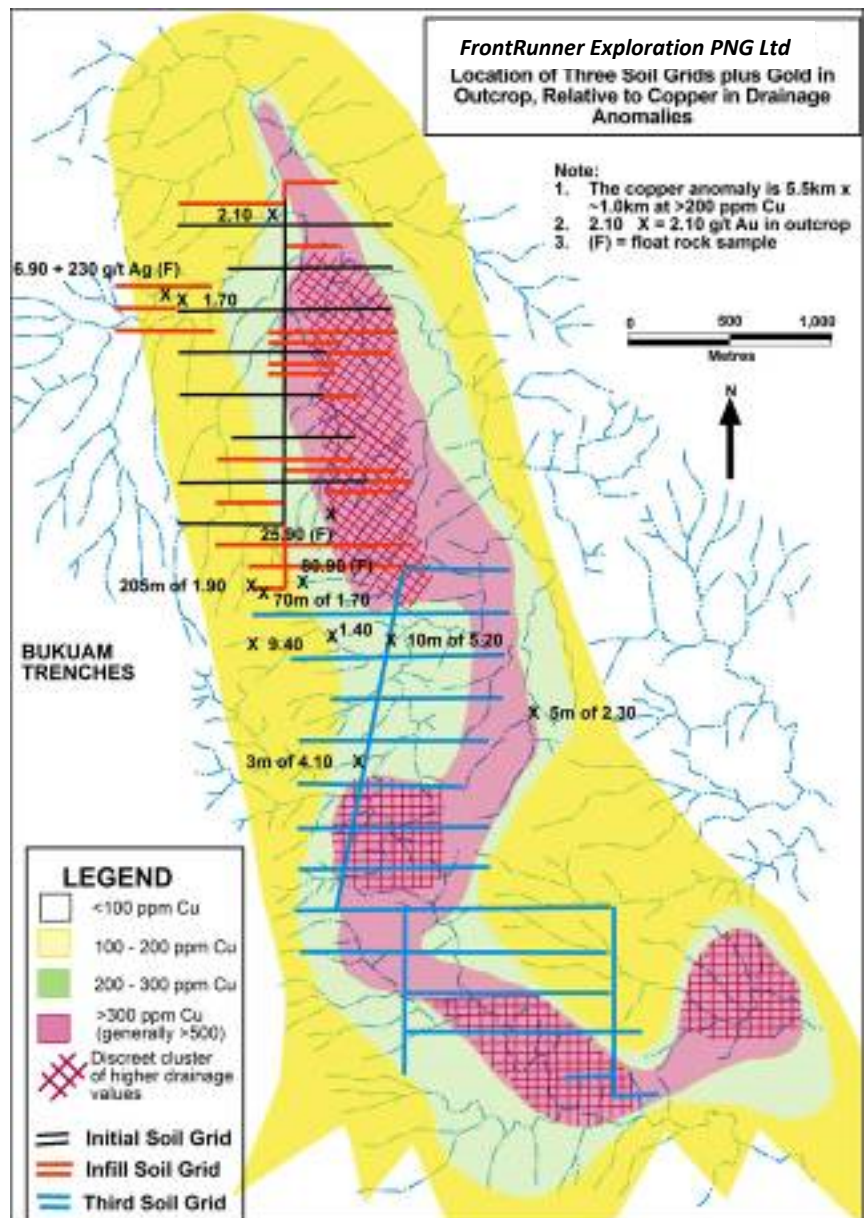 FrontRunner Exploration PNG Ltd
Location of Three Soil Grids plus Gold in
Outcrop, Relative to Copper in Drainage
Anomalies
Note:
1. The copper anomaly is 5.5km x
~1.0km at >200 ppm Cu
2. 2.10 X = 2.10 g/t Au in outcrop
3. (F) = float rock sample
0 500 1,000
Metres
N
2.10 X
6.90 + 230 g/t Ag (F)
X X 1.70
X
25.90 (F)
80.90 (F)
205m of 1.90 X X X
70m of 1.70
X 9.40
X 1.40
X 10m of 5.20
BUKUAM
TRENCHES
X 5m of 2.30
3m of 4.10 X
LEGEND
<100 ppm Cu
100 - 200 ppm Cu
200 - 300 ppm Cu
>300 ppm Cu
(generally >500)
Discreet cluster
of higher drainage
values
Initial Soil Grid
Infill Soil Grid
Third Soil Grid